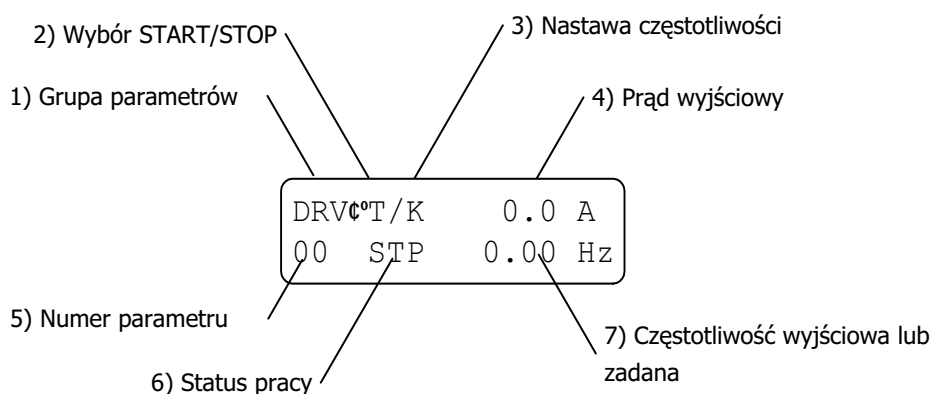 2) Wybór START/STOP
3) Nastawa częstotliwości
1) Grupa parametrów
4) Prąd wyjściowy
DRV¢ºT/K 0.0 A
00 STP 0.00 Hz
5) Numer parametru
7) Częstotliwość wyjściowa lub
zadana
6) Status pracy